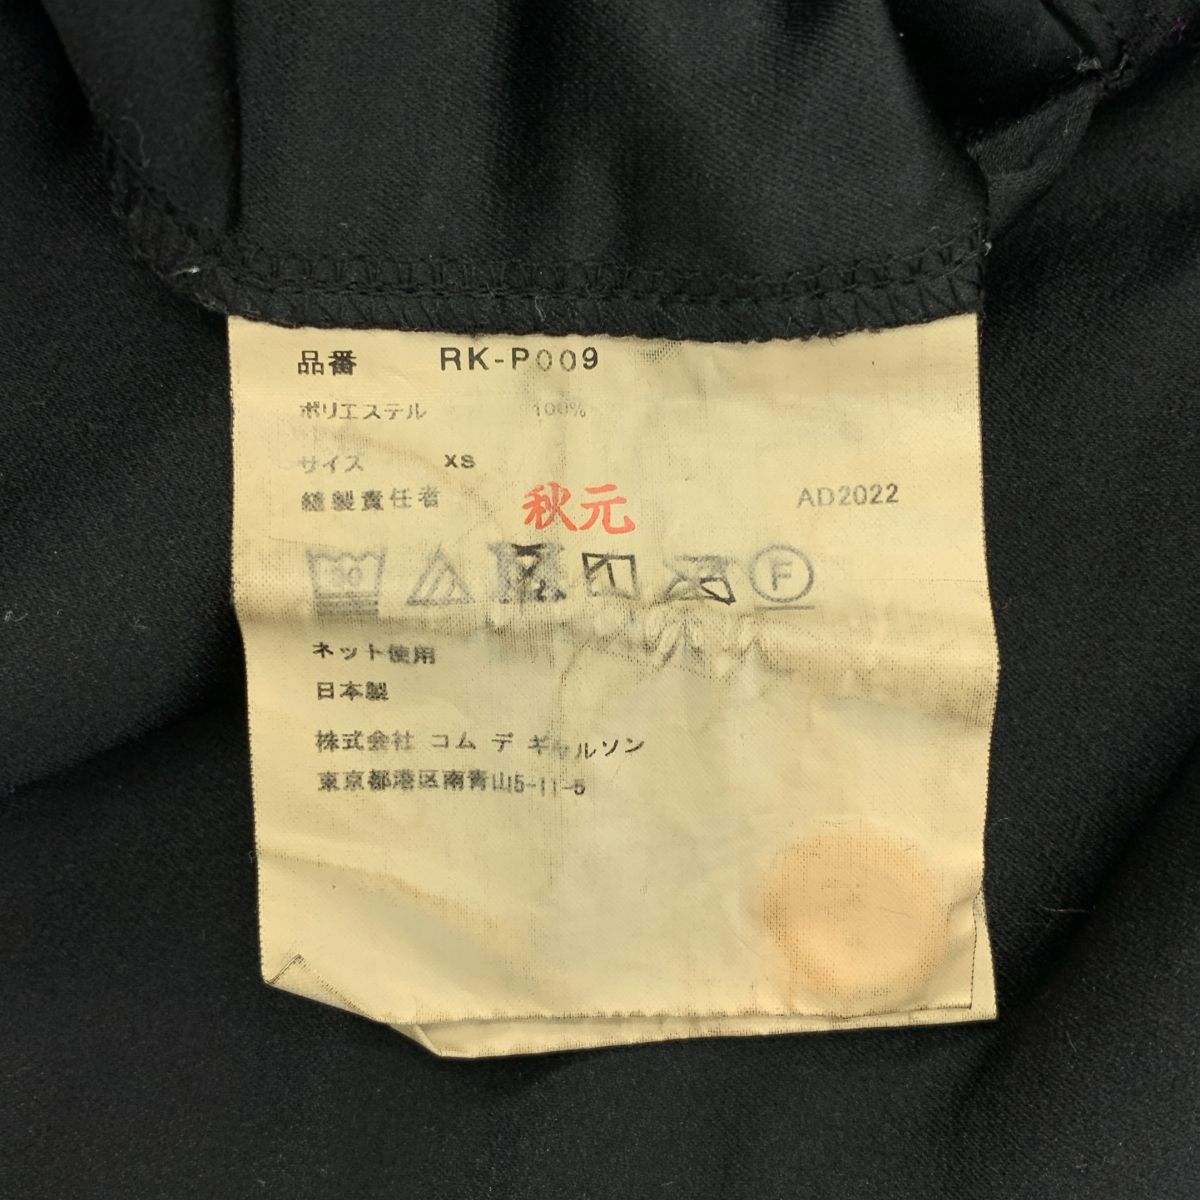 品番 RK-P009
ポリエステル 100%
サイズ XS
縫製責任者 秋元 AD2022
F
ネット使用
日本製
株式会社 コム デ ギャルソン
東京都港区南青山5-11-5